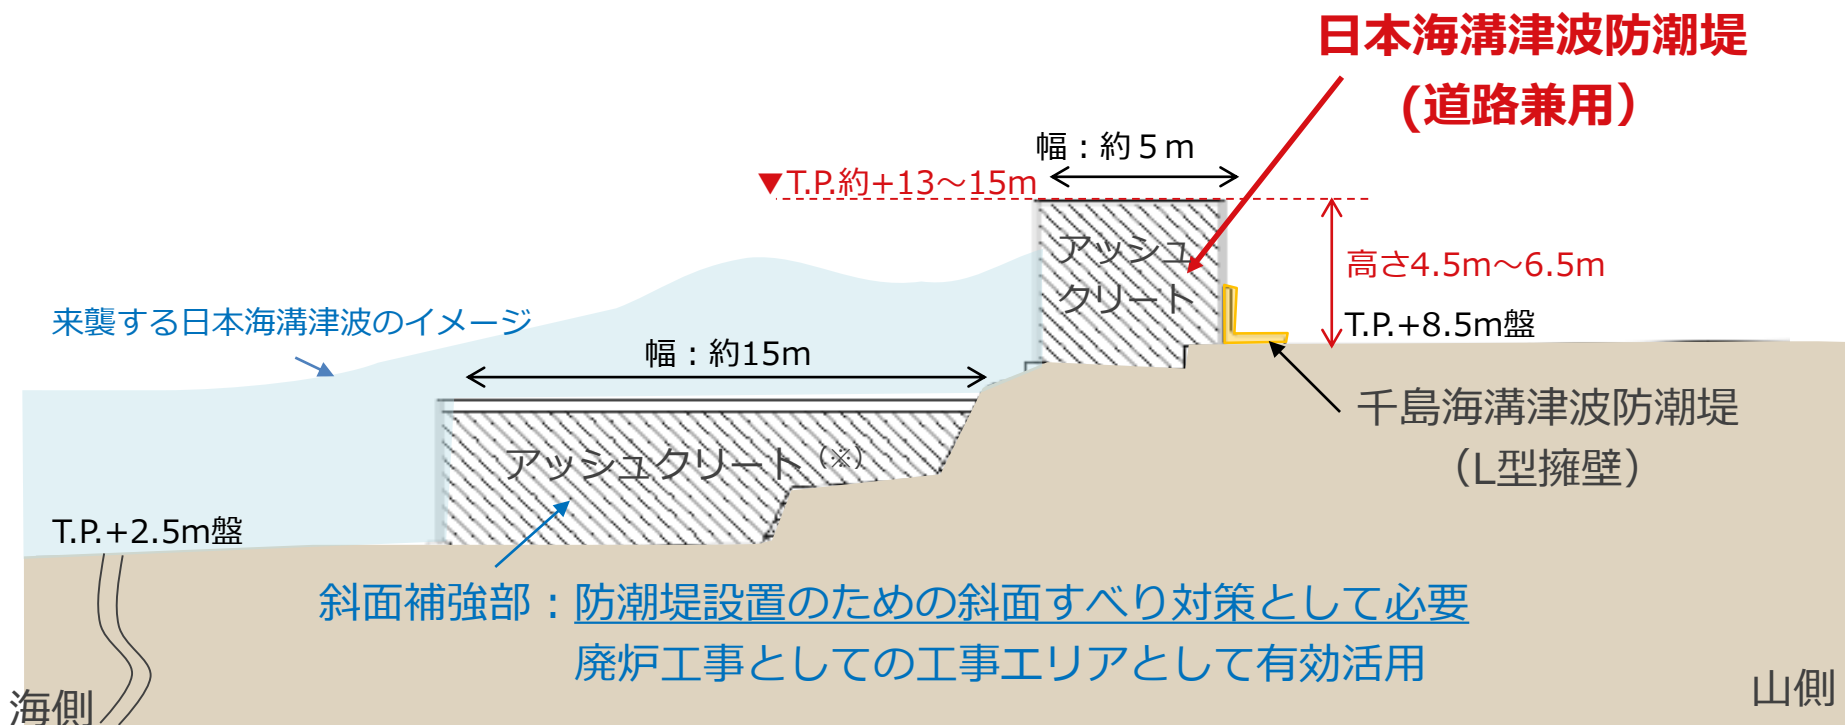 日本海溝津波防潮堤
(道路兼用）
幅：約５ｍ
▼T.P.約+13～15m
アッシュ
クリート
高さ4.5m～6.5m
来襲する日本海溝津波のイメージ
T.P.+8.5m盤
幅：約15m
千島海溝津波防潮堤
（L型擁壁）
アッシュクリート（※）
T.P.+2.5m盤
斜面補強部：防潮堤設置のための斜面すべり対策として必要
廃炉工事としての工事エリアとして有効活用
海側
山側